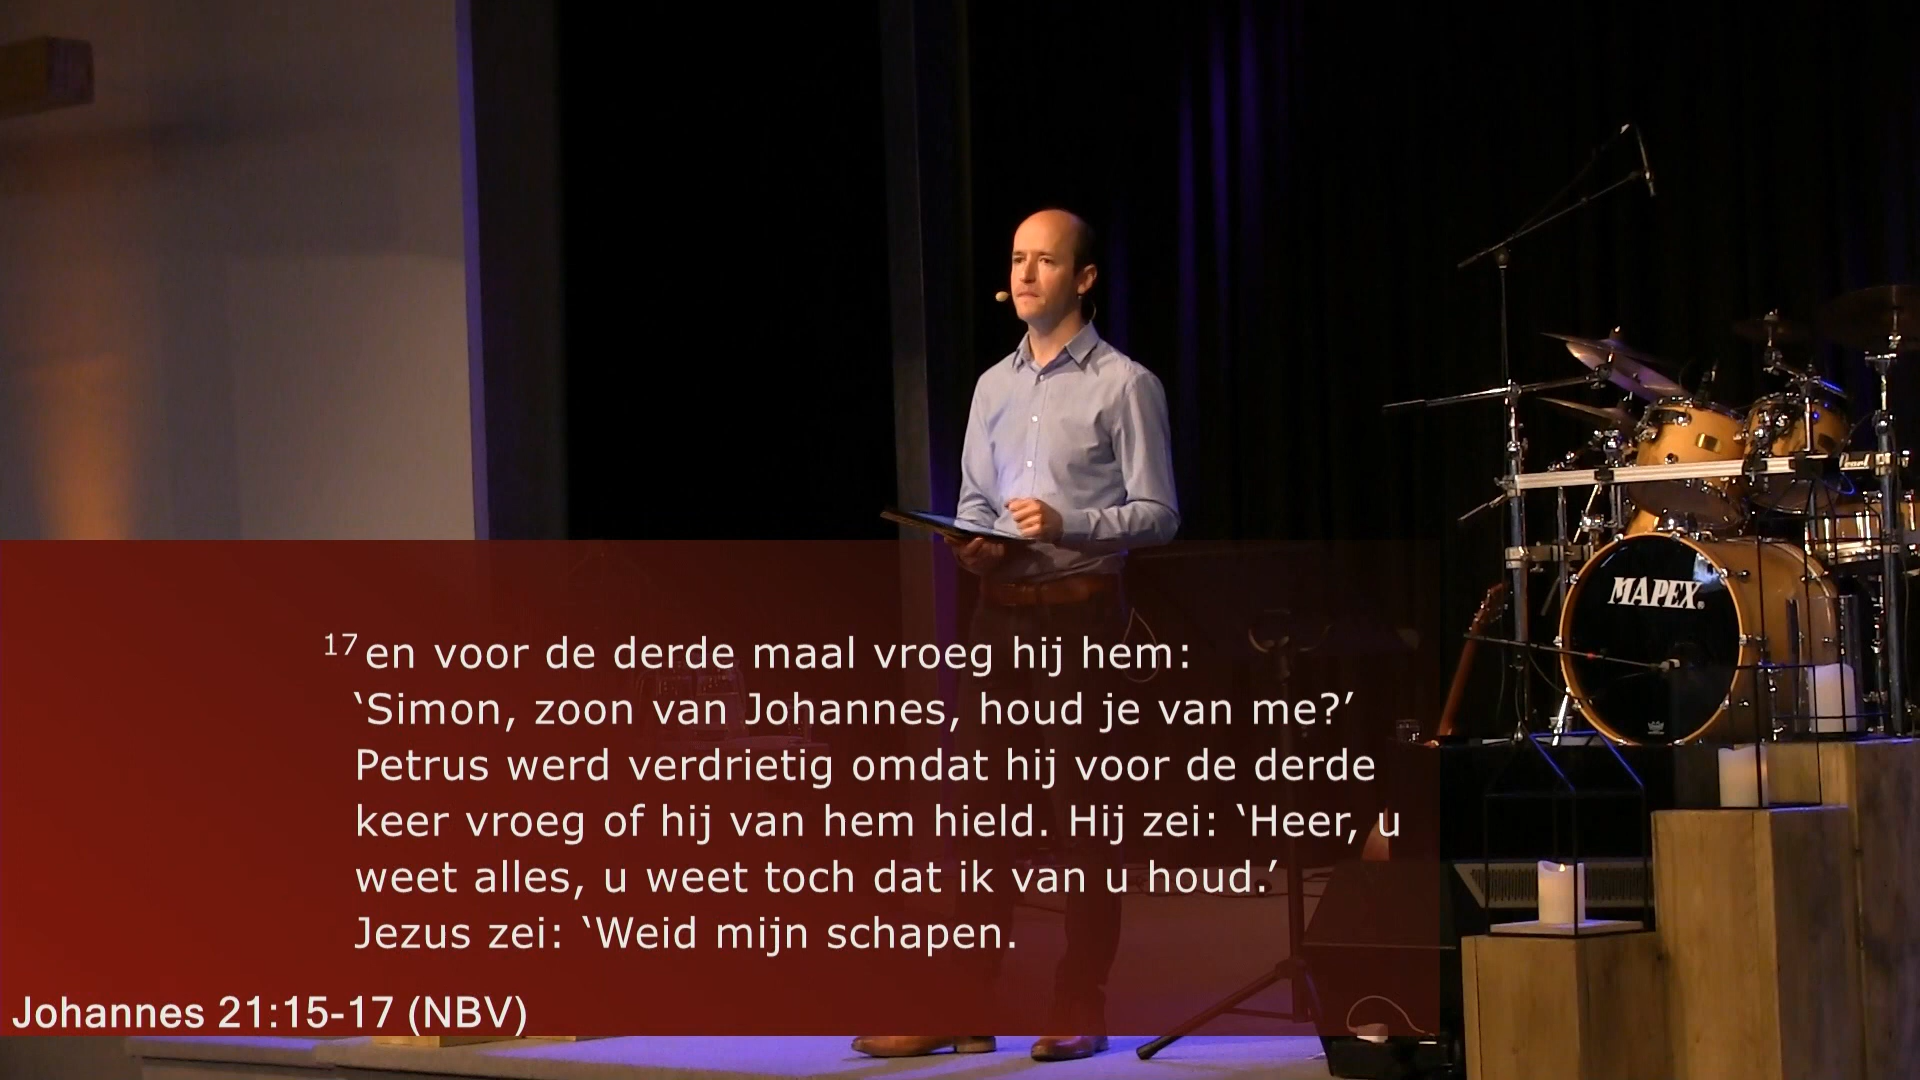 MAPEX
17 en voor de derde maal vroeg hij hem:
‘Simon, zoon van Johannes, houd je van me?’
Petrus werd verdrietig omdat hij voor de derde
keer vroeg of hij van hem hield. Hij zei: ‘Heer, u
weet alles, u weet toch dat ik van u houd.’
Jezus zei: ‘Weid mijn schapen.
Johannes 21:15-17 (NBV)